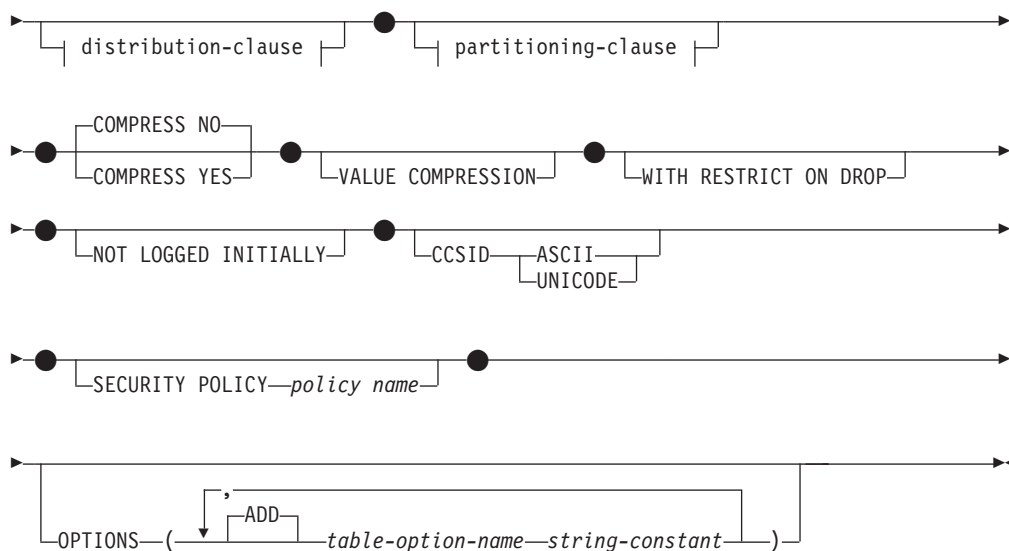 distribution-clause partitioning-clause
COMPRESS NO
COMPRESS YES VALUE COMPRESSION WITH RESTRICT ON DROP
NOT LOGGED INITIALLY CCSID ASCII
UNICODE
SECURITY POLICY policy name
,
ADD
OPTIONS ( table-option-name string-constant )